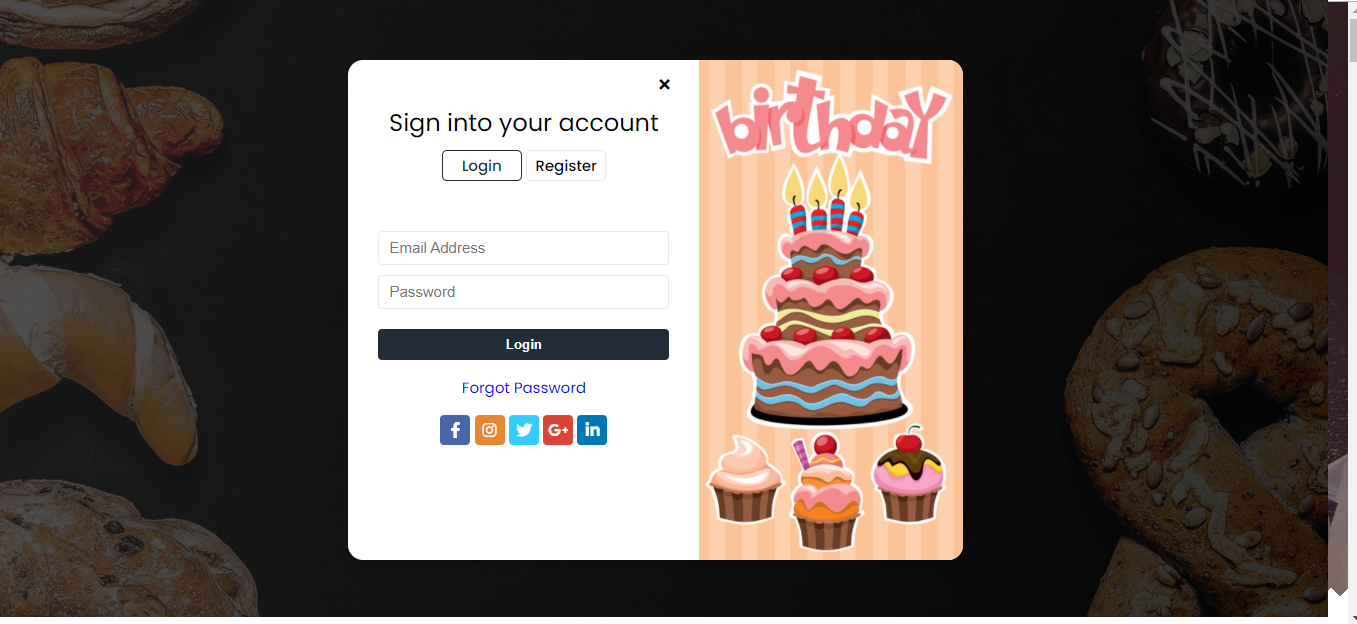 Sign into your account
Login Register
Email Address
Password
Login
Forgot Password
f G+ in
birthday